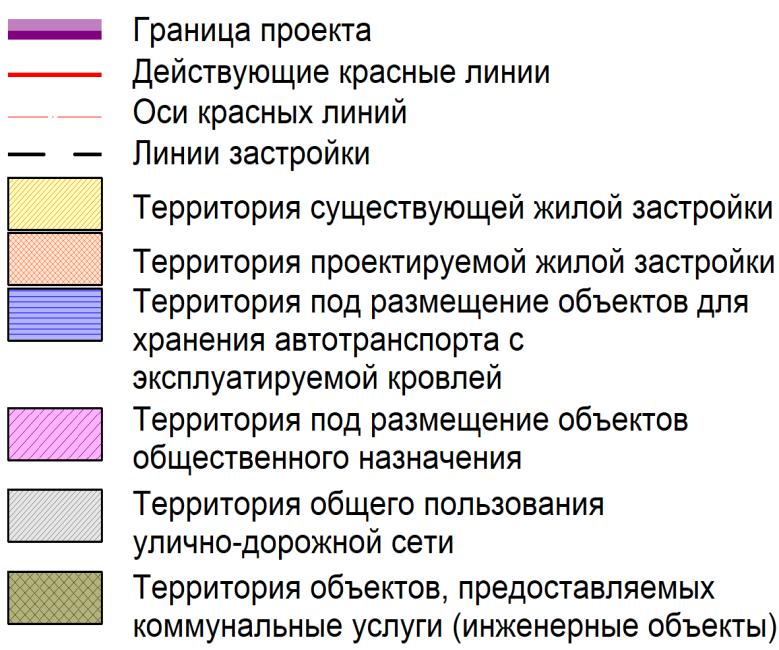 Граница проекта
Действующие красные линии
Оси красных линий
Линии застройки
Территория существующей жилой застройки
Территория проектируемой жилой застройки
Территория под размещение объектов для
хранения автотранспорта с
эксплуатируемой кровлей
Территория под размещение объектов
общественного назначения
Территория общего пользования
улично-дорожной сети
Территория объектов, предоставляемых
коммунальные услуги (инженерные объекты)